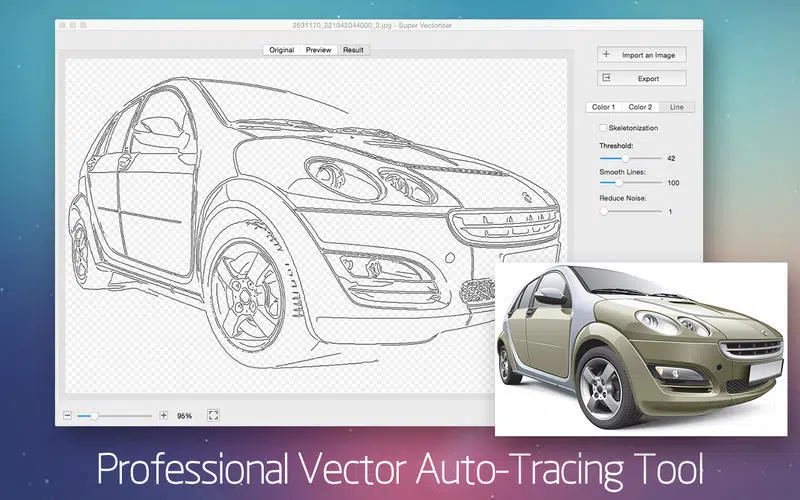 2531170_221042044000_2.jpg - Super Vectorizer
Original Preview Result
Import an Image
Export
Color 1 Color 2 Line
Skeletonization
Threshold:
42
Smooth Lines:
100
Reduce Noise:
1
95%
Professional Vector Auto-Tracing Tool